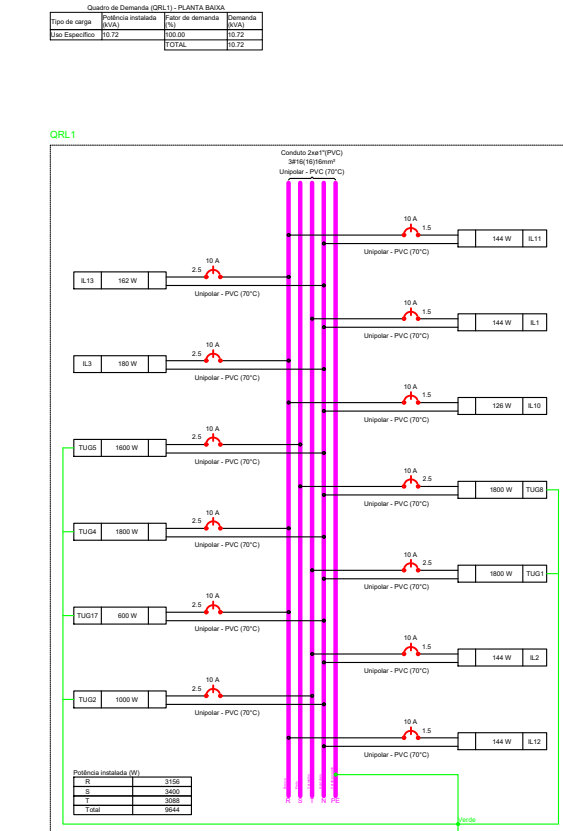 Quadro de Demanda (QRL1) - PLANTA BAIXA
Tipo de carga Potência instalada (kVA) Fator de demanda (%) Demanda (kVA)
Uso Específico 10.72 100.00 10.72
TOTAL 10.72
QRL1
Conduto 2xø1"(PVC)
3#16(16)16mm²
Unipolar - PVC (70°C)
10 A
1.5
144 W IL11
Unipolar - PVC (70°C)
10 A
2.5
IL13 162 W
Unipolar - PVC (70°C)
10 A
1.5
144 W IL1
Unipolar - PVC (70°C)
10 A
2.5
IL3 180 W
Unipolar - PVC (70°C)
10 A
1.5
126 W IL10
Unipolar - PVC (70°C)
10 A
2.5
TUG5 1600 W
Unipolar - PVC (70°C)
10 A
2.5
1800 W TUG8
Unipolar - PVC (70°C)
10 A
2.5
TUG4 1800 W
Unipolar - PVC (70°C)
10 A
2.5
1800 W TUG1
Unipolar - PVC (70°C)
10 A
2.5
TUG17 600 W
Unipolar - PVC (70°C)
10 A
1.5
144 W IL2
Unipolar - PVC (70°C)
10 A
2.5
TUG2 1000 W
Unipolar - PVC (70°C)
10 A
1.5
144 W IL12
Unipolar - PVC (70°C)
Potência instalada (W)
R 3156
S 3400
T 3088
Total 9644
Verde